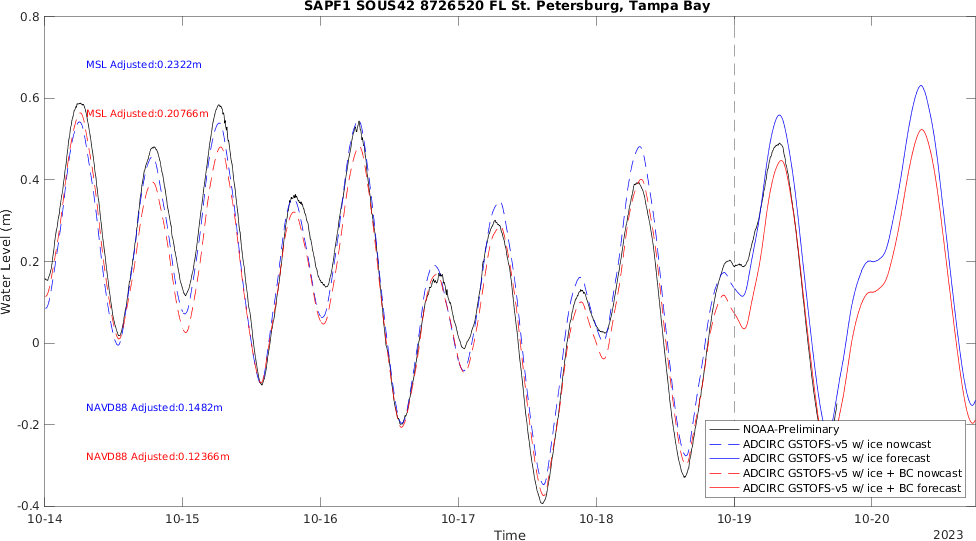 SAPF1 SOUS42 8726520 FL St. Petersburg, Tampa Bay
0.8
0.6
0.4
0.2
0
-0.2
-0.4
Water Level (m)
MSL Adjusted:0.2322m
MSL Adjusted:0.20766m
NAVD88 Adjusted:0.1482m
NAVD88 Adjusted:0.12366m
NOAA-Preliminary
ADCIRC GSTOFS-v5 w/ ice nowcast
ADCIRC GSTOFS-v5 w/ ice forecast
ADCIRC GSTOFS-v5 w/ ice + BC nowcast
ADCIRC GSTOFS-v5 w/ ice + BC forecast
10-14 10-15 10-16 10-17 10-18 10-19 10-20
Time
2023